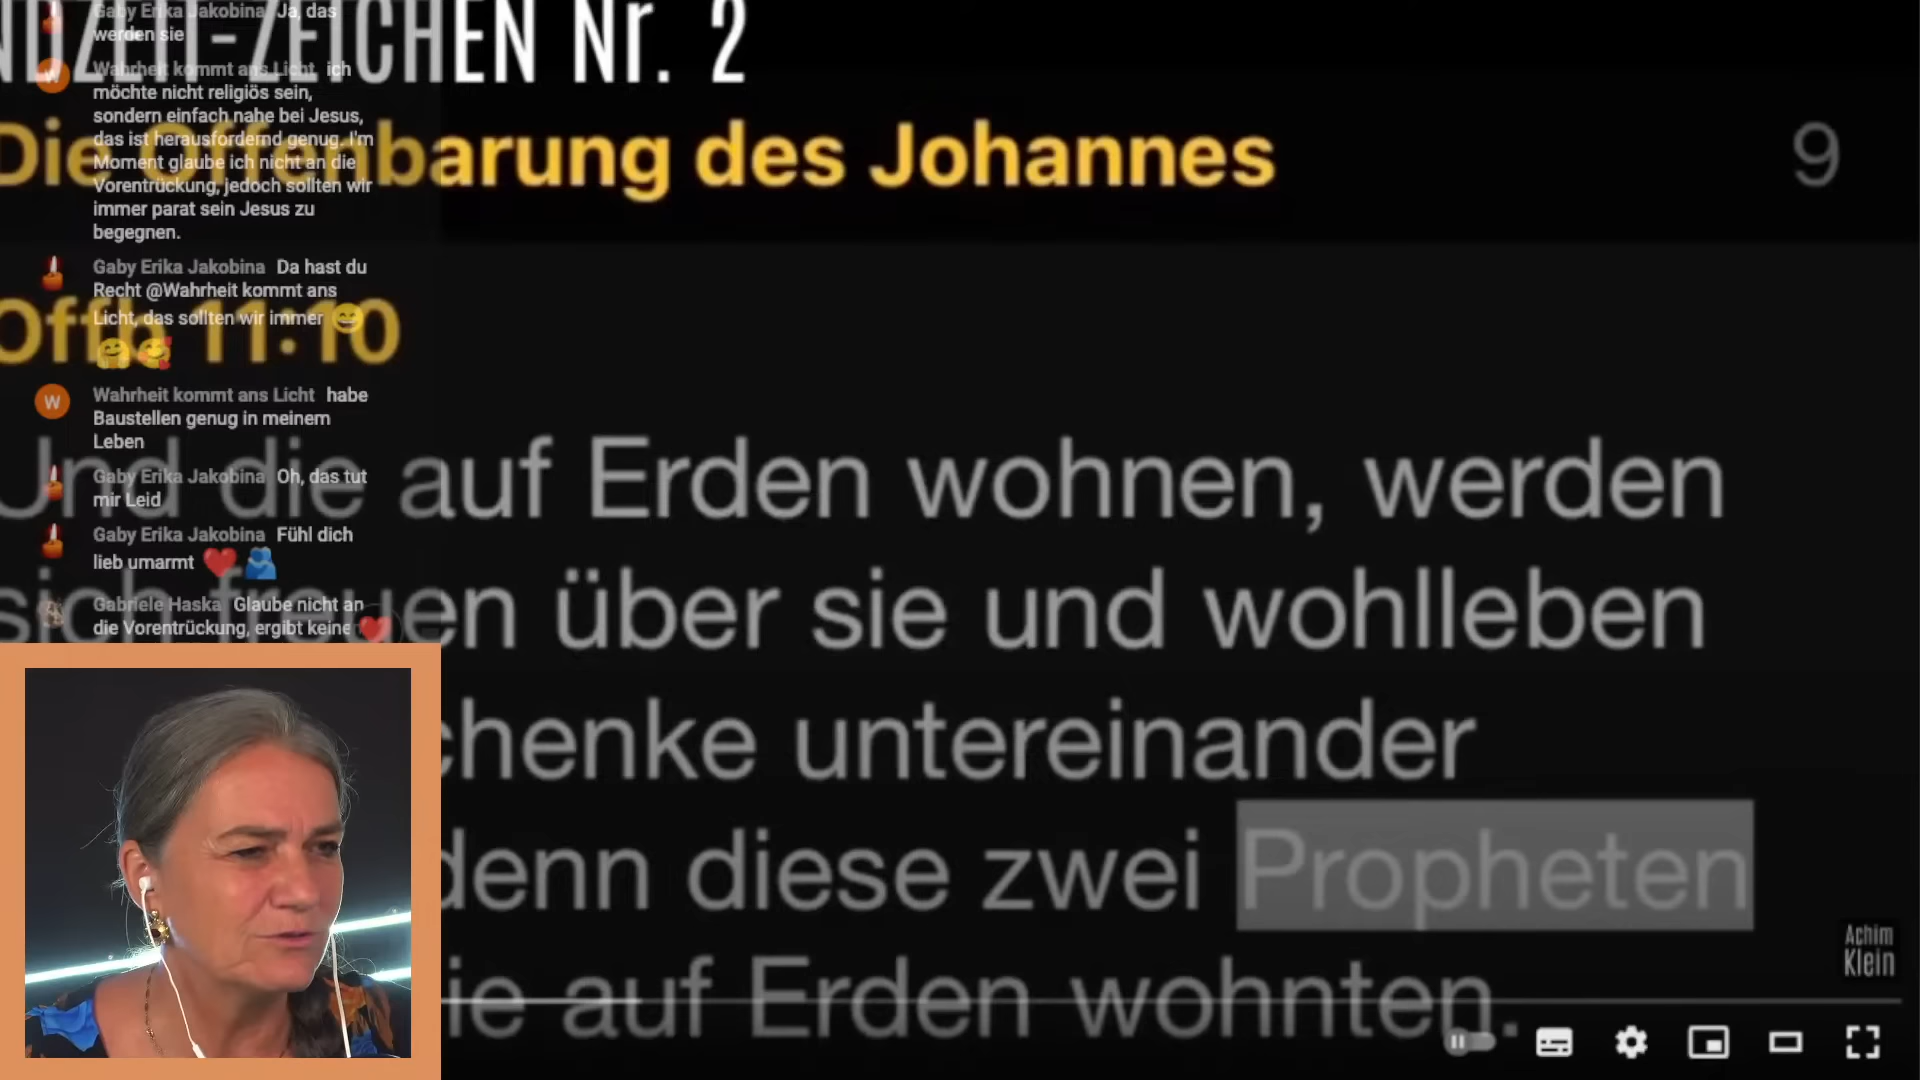 NDZEIT-ZEICHEN Nr. 2
Die Offenbarung des Johannes
9
Offb 11:10
Und die auf Erden wohnen, werden
sich freuen über sie und wohlleben
chenke untereinander
denn diese zwei Propheten
ie auf Erden wohnten.
Gaby Erika Jakobina Ja, das
werden sie
W
Wahrheit kommt ans Licht ich
möchte nicht religiös sein,
sondern einfach nahe bei Jesus,
das ist herausfordernd genug. I'm
Moment glaube ich nicht an die
Vorentrückung, jedoch sollten wir
immer parat sein Jesus zu
begegnen.
Gaby Erika Jakobina Da hast du
Recht @Wahrheit kommt ans
Licht, das sollten wir immer
W
Wahrheit kommt ans Licht habe
Baustellen genug in meinem
Leben
Gaby Erika Jakobina Oh, das tut
mir Leid
Gaby Erika Jakobina Fühl dich
lieb umarmt
Gabriele Haska Glaube nicht an
die Vorentrückung, ergibt keine
Achim
Klein